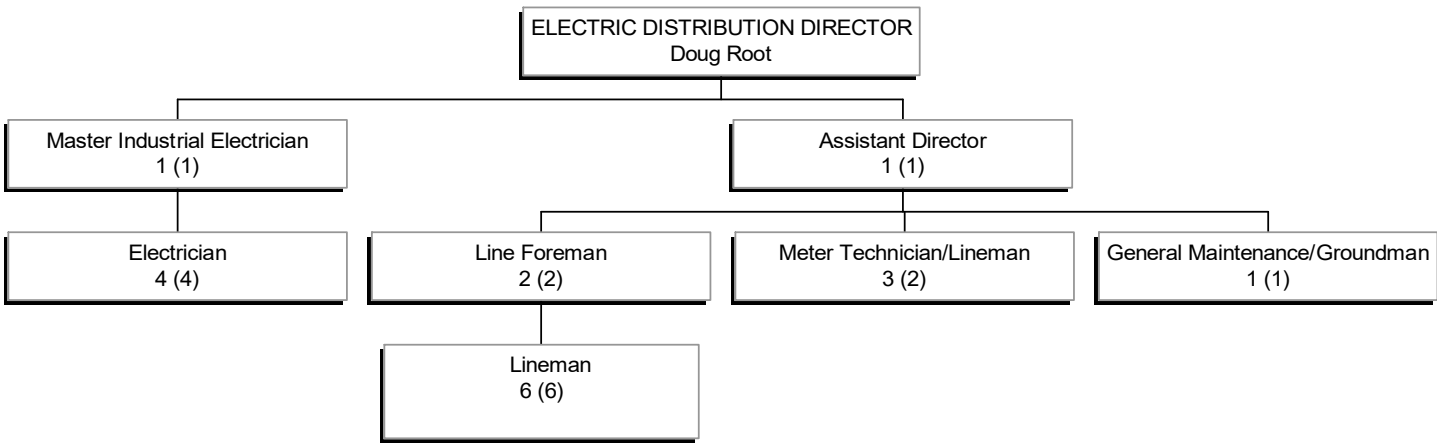 ELECTRIC DISTRIBUTION DIRECTOR
Doug Root
Master Industrial Electrician
1 (1)
Assistant Director
1 (1)
Electrician
4 (4)
Line Foreman
2 (2)
Meter Technician/Lineman
3 (2)
General Maintenance/Groundman
1 (1)
Lineman
6 (6)